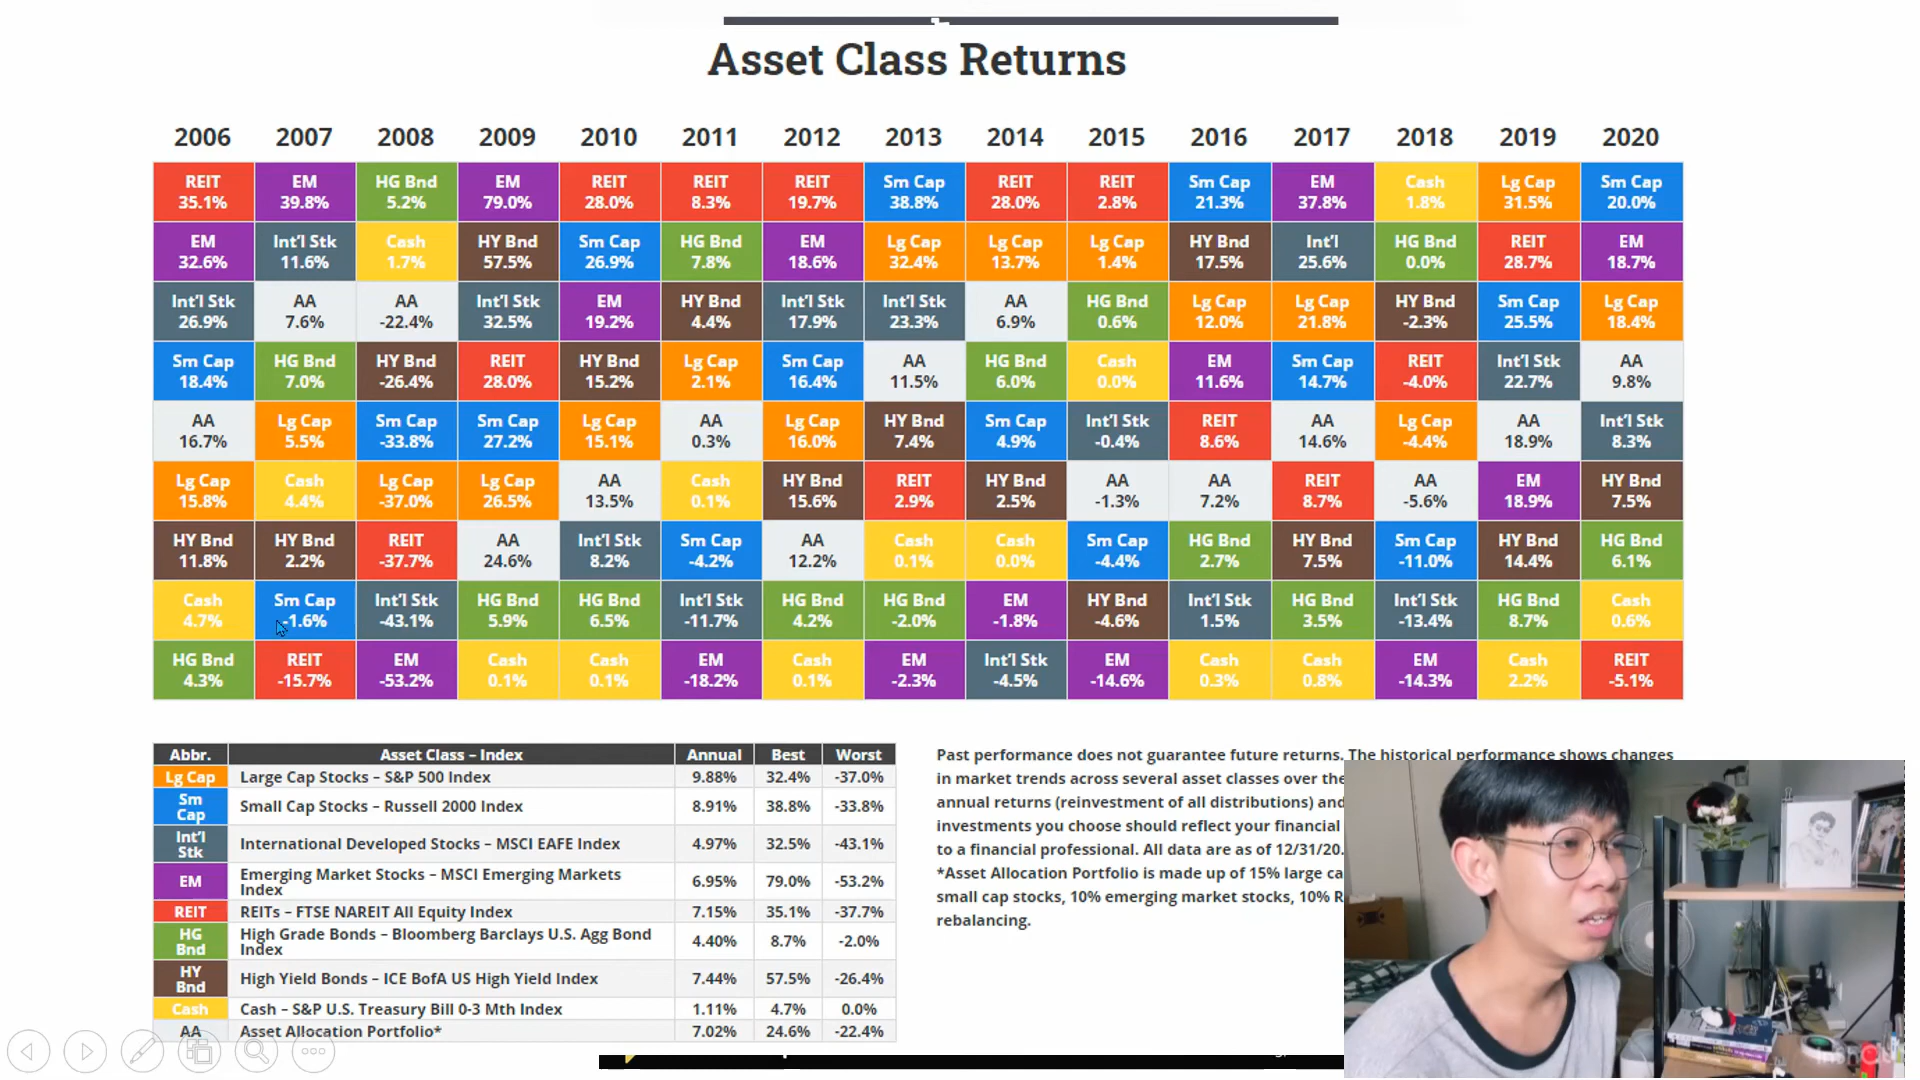 Asset Class Returns
2006 2007 2008 2009 2010 2011 2012 2013 2014 2015 2016 2017 2018 2019 2020
REIT EM HG Bnd EM REIT REIT REIT Sm Cap REIT REIT Sm Cap EM Cash Lg Cap Sm Cap
35.1% 39.8% 5.2% 79.0% 28.0% 8.3% 19.7% 38.8% 28.0% 2.8% 21.3% 37.8% 1.8% 31.5% 20.0%
EM Int'l Stk Cash HY Bnd Sm Cap HG Bnd EM Lg Cap Lg Cap Lg Cap HY Bnd Int'l HG Bnd REIT EM
32.6% 11.6% 1.7% 57.5% 26.9% 7.8% 18.6% 32.4% 13.7% 1.4% 17.5% 25.6% 0.0% 28.7% 18.7%
Int'l Stk AA AA Int'l Stk EM HY Bnd Int'l Stk Int'l Stk AA HG Bnd Lg Cap Lg Cap HY Bnd Sm Cap Lg Cap
26.9% 7.6% -22.4% 32.5% 19.2% 4.4% 17.9% 23.3% 6.9% 0.6% 12.0% 21.8% -2.3% 25.5% 18.4%
Sm Cap HG Bnd HY Bnd REIT HY Bnd Lg Cap Sm Cap AA HG Bnd Cash EM Sm Cap REIT Int'l Stk AA
18.4% 7.0% -26.4% 28.0% 15.2% 2.1% 16.4% 11.5% 6.0% 0.0% 11.6% 14.7% -4.0% 22.7% 9.8%
AA Lg Cap Sm Cap Sm Cap Lg Cap AA Lg Cap HY Bnd Sm Cap Int'l Stk REIT AA Lg Cap AA Int'l Stk
16.7% 5.5% -33.8% 27.2% 15.1% 0.3% 16.0% 7.4% 4.9% -0.4% 8.6% 14.6% -4.4% 18.9% 8.3%
Lg Cap Cash Lg Cap Lg Cap AA Cash HY Bnd REIT HY Bnd AA AA REIT AA EM HY Bnd
15.8% 4.4% -37.0% 26.5% 13.5% 0.1% 15.6% 2.9% 2.5% -1.3% 7.2% 8.7% -5.6% 18.9% 7.5%
HY Bnd HY Bnd REIT AA Int'l Stk Sm Cap AA Cash Cash Sm Cap HG Bnd HY Bnd Sm Cap HY Bnd HG Bnd
11.8% 2.2% -37.7% 24.6% 8.2% -4.2% 12.2% 0.1% 0.0% -4.4% 2.7% 7.5% -11.0% 14.4% 6.1%
Cash Sm Cap Int'l Stk HG Bnd HG Bnd Int'l Stk HG Bnd HG Bnd EM HY Bnd Int'l Stk HG Bnd Int'l Stk HG Bnd Cash
4.7% -1.6% -43.1% 5.9% 6.5% -11.7% 4.2% -2.0% -1.8% -4.6% 1.5% 3.5% -13.4% 8.7% 0.6%
HG Bnd REIT EM Cash Cash EM Cash EM Int'l Stk EM Cash Cash EM Cash REIT
4.3% -15.7% -53.2% 0.1% 0.1% -18.2% 0.1% -2.3% -4.5% -14.6% 0.3% 0.8% -14.3% 2.2% -5.1%
Abbr. Asset Class – Index Annual Best Worst
Lg Cap Large Cap Stocks – S&P 500 Index 9.88% 32.4% -37.0%
Sm
Cap Small Cap Stocks – Russell 2000 Index 8.91% 38.8% -33.8%
Int'l
Stk International Developed Stocks – MSCI EAFE Index 4.97% 32.5% -43.1%
EM Emerging Market Stocks – MSCI Emerging Markets
Index 6.95% 79.0% -53.2%
REIT REITs – FTSE NAREIT All Equity Index 7.15% 35.1% -37.7%
HG
Bnd High Grade Bonds – Bloomberg Barclays U.S. Agg Bond
Index 4.40% 8.7% -2.0%
HY
Bnd High Yield Bonds – ICE BofA US High Yield Index 7.44% 57.5% -26.4%
Cash Cash – S&P U.S. Treasury Bill 0-3 Mth Index 1.11% 4.7% 0.0%
AA Asset Allocation Portfolio* 7.02% 24.6% -22.4%
Past performance does not guarantee future returns. The historical performance shows changes
in market trends across several asset classes over the
annual returns (reinvestment of all distributions) and
investments you choose should reflect your financial
to a financial professional. All data are as of 12/31/20.
*Asset Allocation Portfolio is made up of 15% large ca
small cap stocks, 10% emerging market stocks, 10% R
rebalancing.